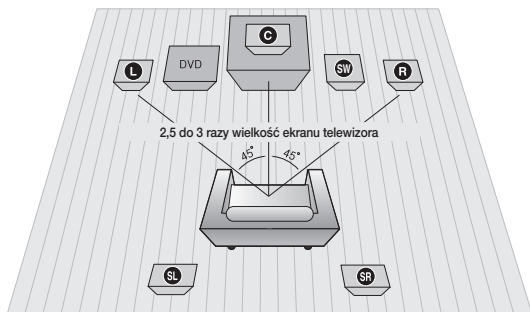 C
L
DVD
SW
R
2,5 do 3 razy wielkość ekranu telewizora
45˚
45˚
SL
SR